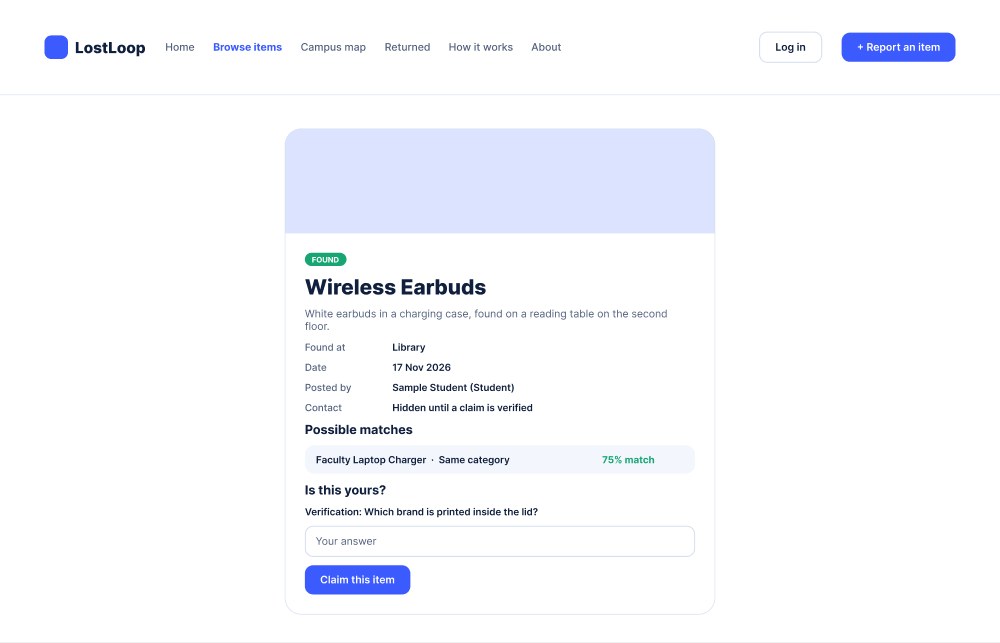 LostLoop Home Browse items Campus map Returned How it works About Log in + Report an item
FOUND
Wireless Earbuds
White earbuds in a charging case, found on a reading table on the second
floor.
Found at Library
Date 17 Nov 2026
Posted by Sample Student (Student)
Contact Hidden until a claim is verified
Possible matches
Faculty Laptop Charger · Same category 75% match
Is this yours?
Verification: Which brand is printed inside the lid?
Your answer
Claim this item